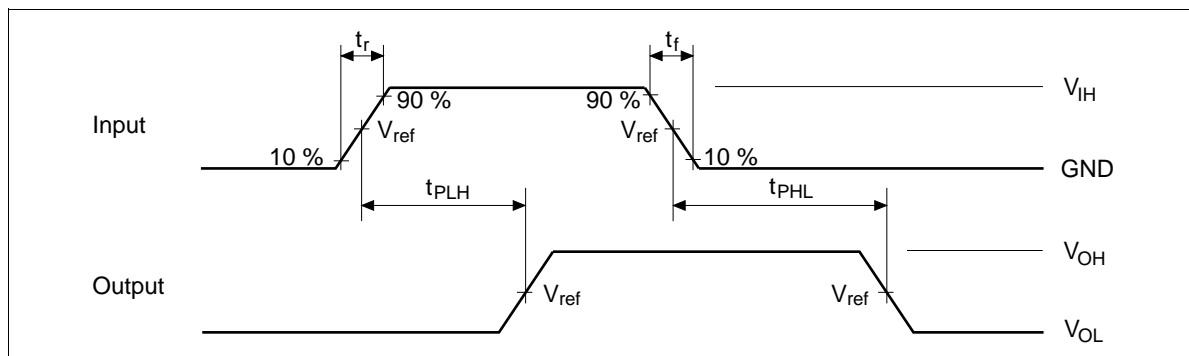 tr
tf
90 %
90 %
VIH
Input
Vref
Vref
10 %
10 %
GND
tPLH
tPHL
VOH
Output
Vref
Vref
VOL